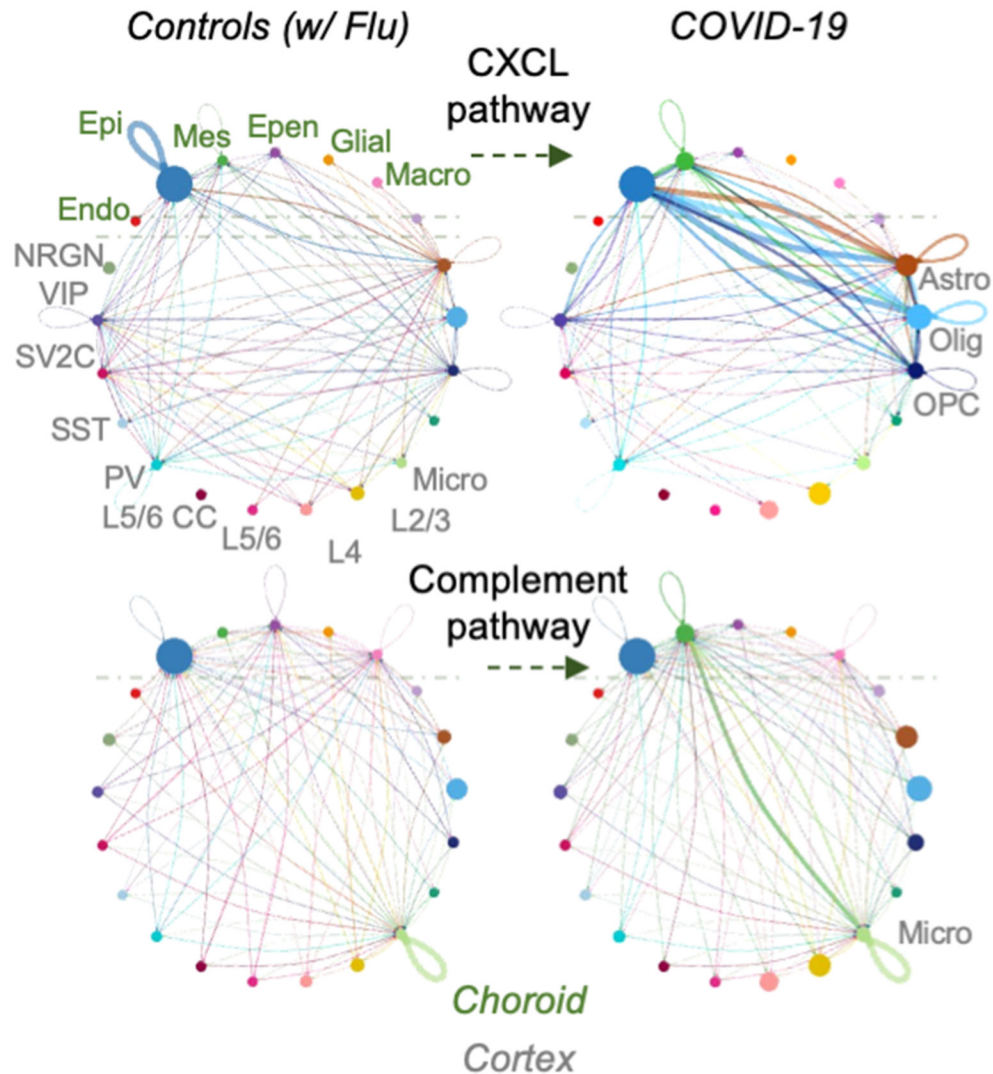 Controls (w/ Flu)
COVID-19
CXCL
pathway
Epi
Mes
Epen
Glial
Macro
Endo
NRGN
VIP
SV2C
SST
PV
L5/6 CC
L5/6
L4
L2/3
Micro
Astro
Olig
OPC
Complement
pathway
Micro
Choroid
Cortex